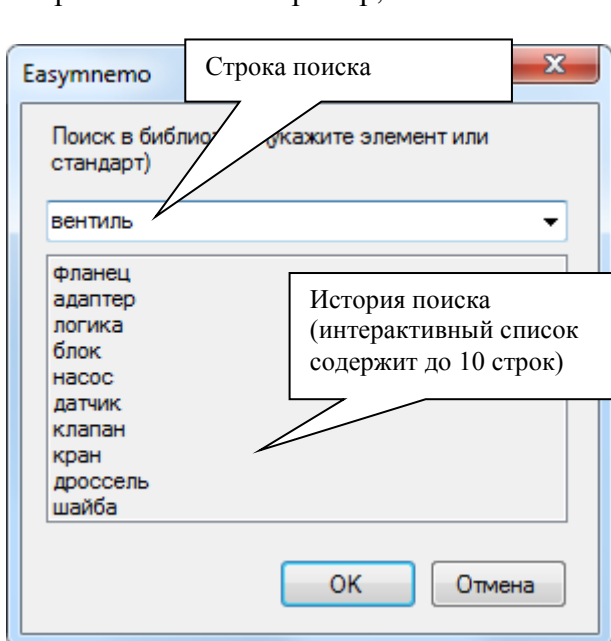 Easymnemo
Строка поиска
Поиск в библио укажите элемент или
стандарт)
вентиль
фланец
адаптер
логика
блок
насос
датчик
клапан
кран
дроссель
шайба
История поиска
(интерактивный список
содержит до 10 строк)
OK
Отмена